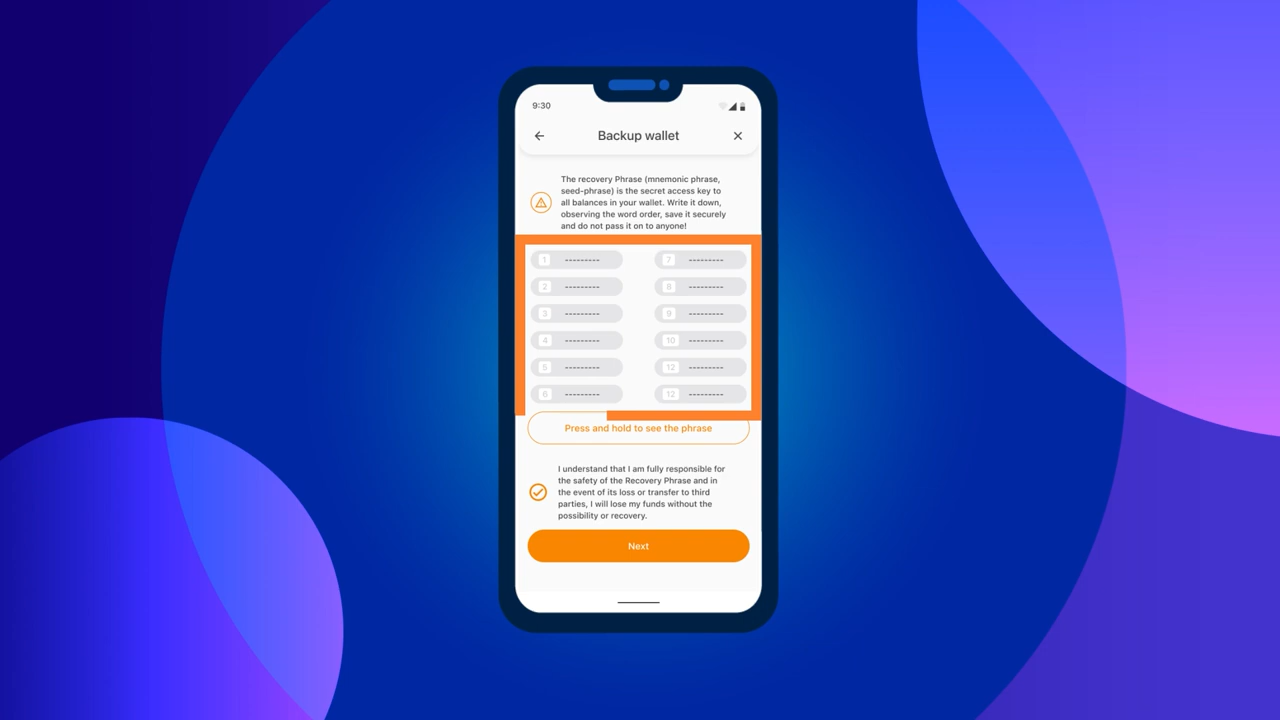 9:30
Backup wallet
The recovery Phrase (mnemonic phrase,
seed-phrase) is the secret access key to
all balances in your wallet. Write it down,
observing the word order, save it securely
and do not pass it on to anyone!
1 ---------
7 ---------
2 ---------
8 ---------
3 ---------
9 ---------
4 ---------
10 ---------
5 ---------
12 ---------
6 ---------
12 ---------
Press and hold to see the phrase
I understand that I am fully responsible for
the safety of the Recovery Phrase and in
the event of its loss or transfer to third
parties, I will lose my funds without the
possibility or recovery.
Next